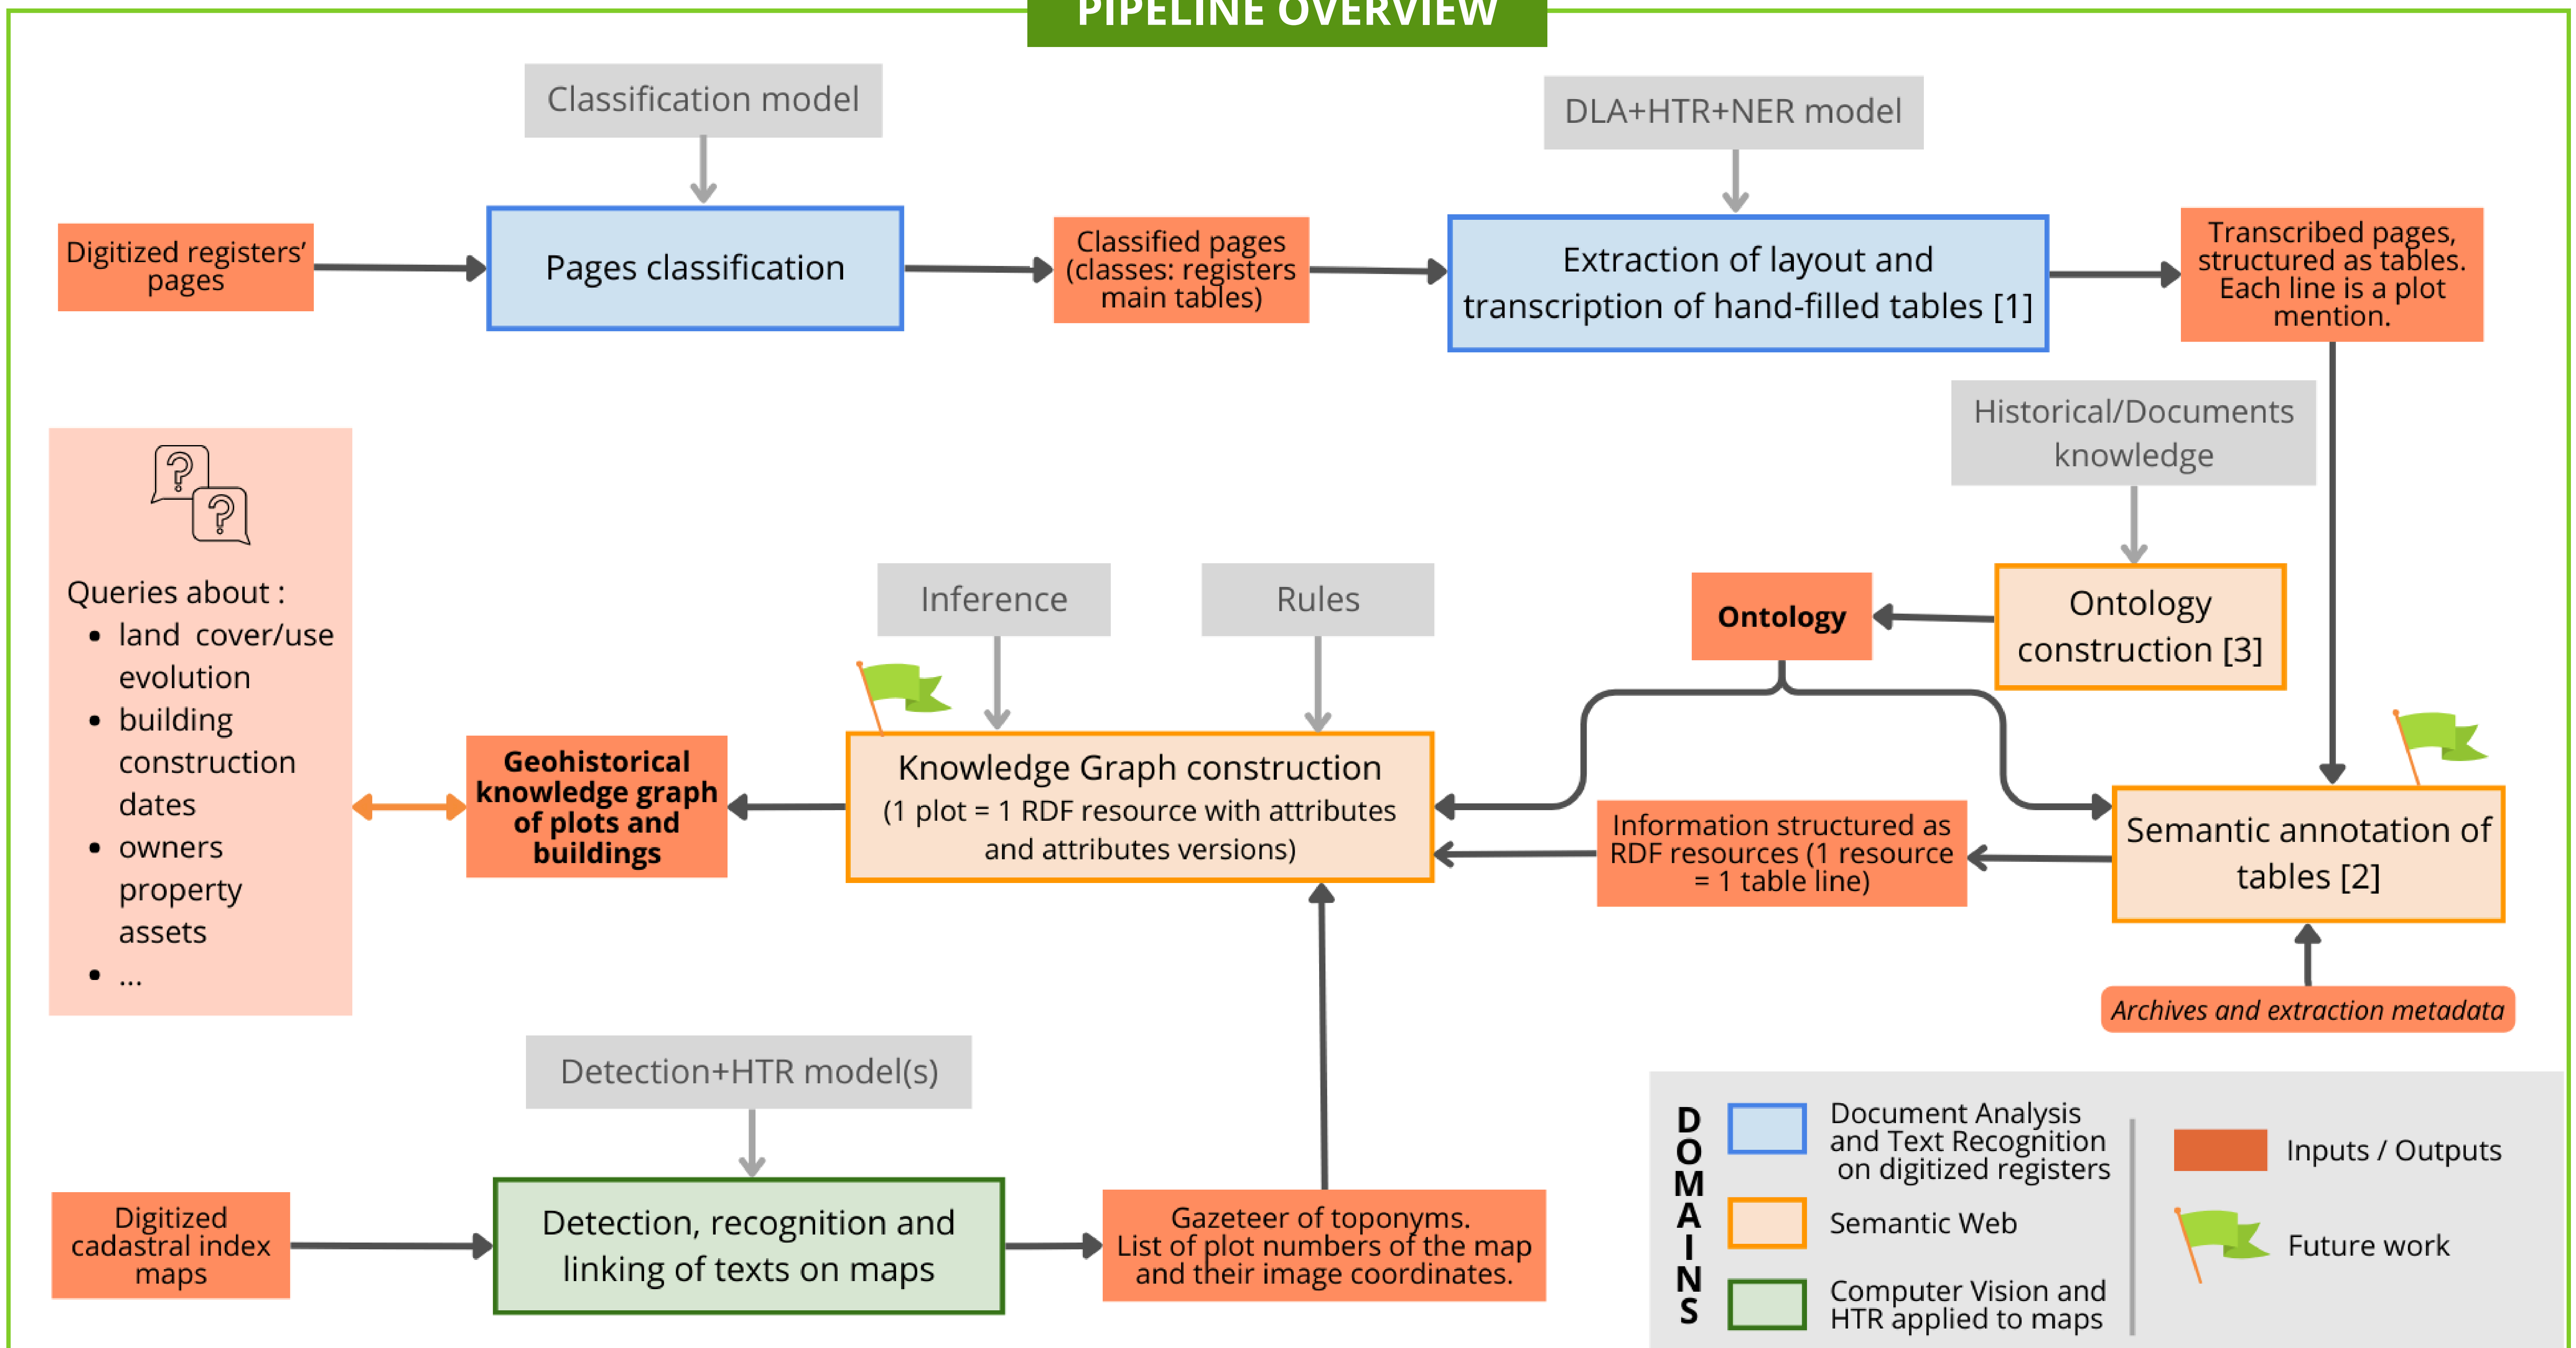 PIPELINE OVERVIEW
Classification model
DLA+HTR+NER model
Digitized registers’
pages
Pages classification
Classified pages
(classes: registers
main tables)
Extraction of layout and
transcription of hand-filled tables [1]
Transcribed pages,
structured as tables.
Each line is a plot
mention.
Historical/Documents
knowledge
Ontology
construction [3]
Ontology
Inference
Rules
Queries about :
• land cover/use
evolution
• building
construction
dates
• owners
property
assets
• ...
Geohistorical
knowledge graph
of plots and
buildings
Knowledge Graph construction
(1 plot = 1 RDF resource with attributes
and attributes versions)
Information structured as
RDF resources (1 resource
= 1 table line)
Semantic annotation of
tables [2]
Archives and extraction metadata
Detection+HTR model(s)
Digitized
cadastral index
maps
Detection, recognition and
linking of texts on maps
Gazeteer of toponyms.
List of plot numbers of the map
and their image coordinates.
DOMAINS
Document Analysis
and Text Recognition
on digitized registers
Semantic Web
Computer Vision and
HTR applied to maps
Inputs / Outputs
Future work